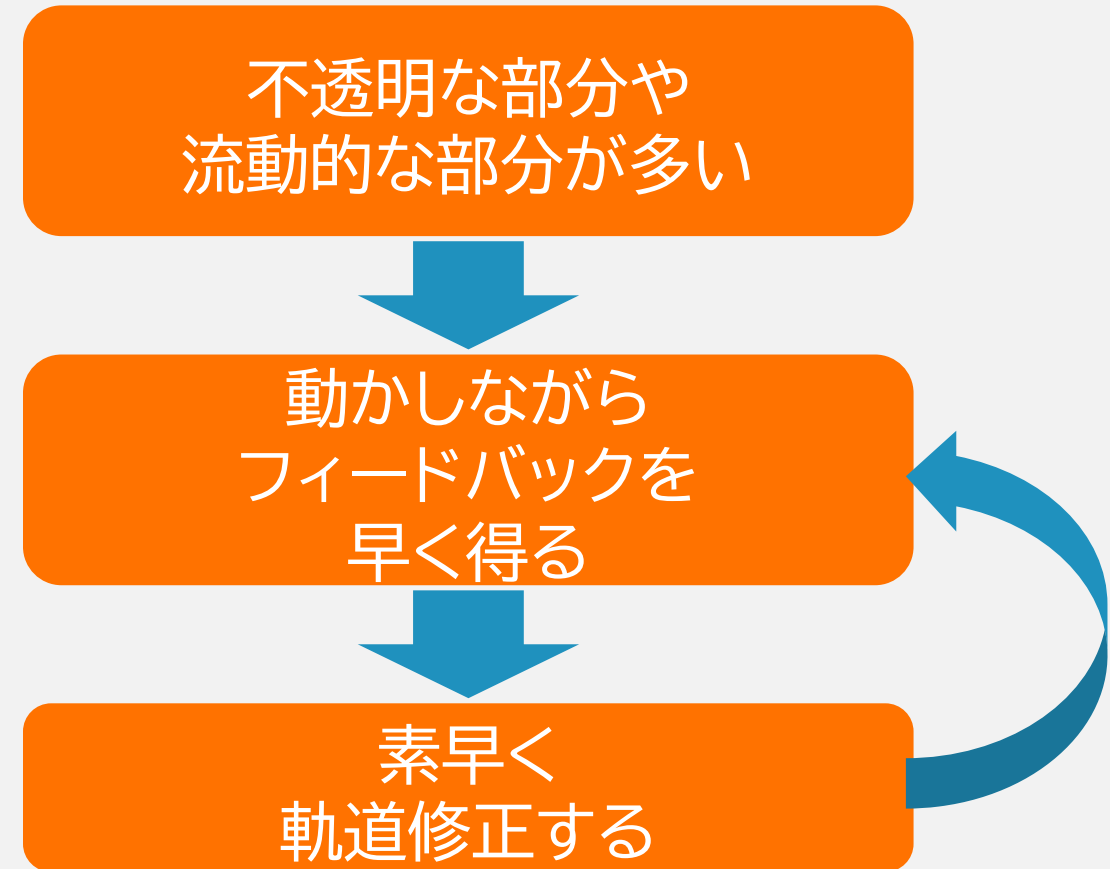 不透明な部分や
流動的な部分が多い
動かしながら
フィードバックを
早く得る
素早く
軌道修正する